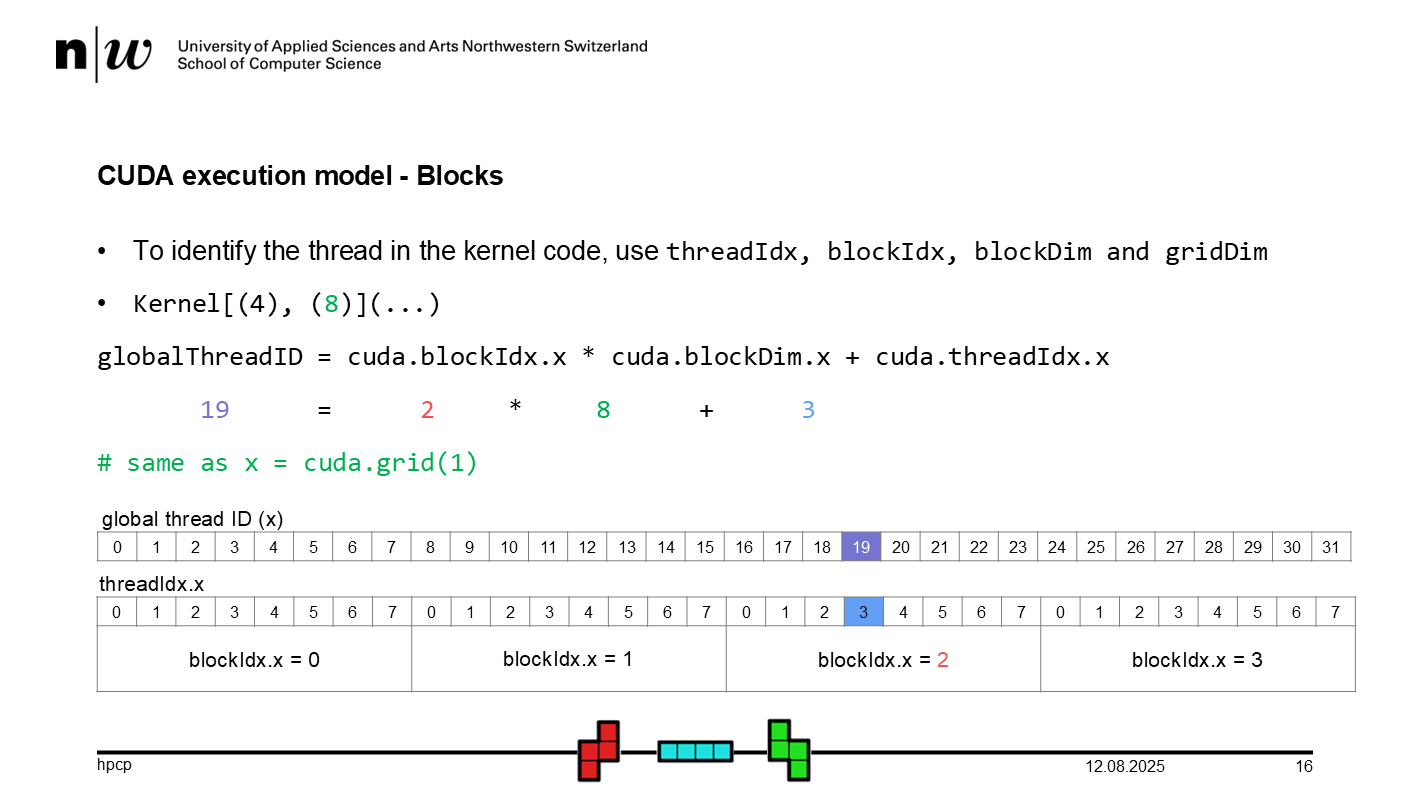 n|w University of Applied Sciences and Arts Northwestern Switzerland
School of Computer Science
CUDA execution model - Blocks
• To identify the thread in the kernel code, use threadIdx, blockIdx, blockDim and gridDim
• Kernel[(4), (8)](...)
globalThreadID = cuda.blockIdx.x * cuda.blockDim.x + cuda.threadIdx.x
19 = 2 * 8 + 3
# same as x = cuda.grid(1)
global thread ID (x)
0 1 2 3 4 5 6 7 8 9 10 11 12 13 14 15 16 17 18 19 20 21 22 23 24 25 26 27 28 29 30 31
threadIdx.x
0 1 2 3 4 5 6 7 0 1 2 3 4 5 6 7 0 1 2 3 4 5 6 7 0 1 2 3 4 5 6 7
blockIdx.x = 0 blockIdx.x = 1 blockIdx.x = 2 blockIdx.x = 3
hpcp 12.08.2025 16